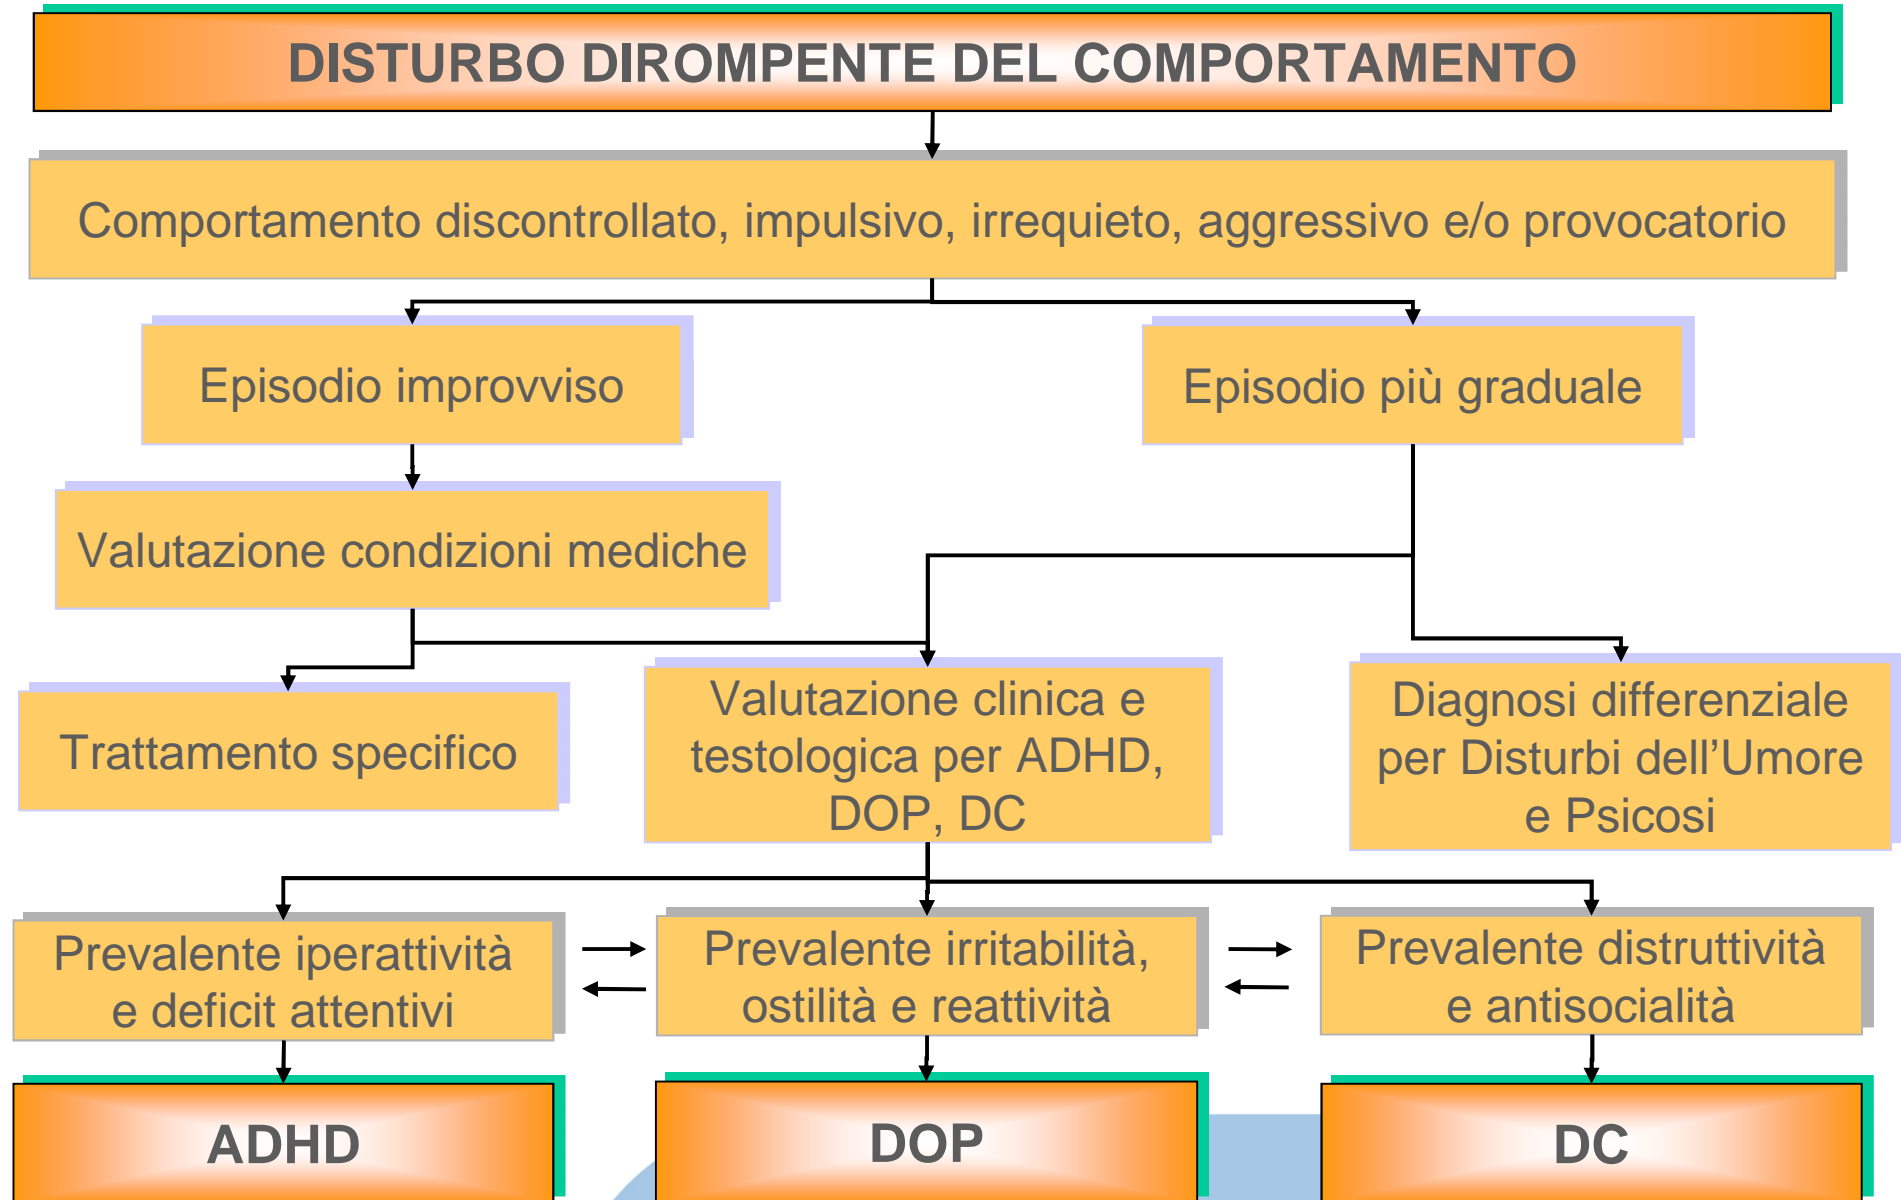 DISTURBO DIROMPENTE DEL COMPORTAMENTO
Comportamento discontrollato, impulsivo, irrequieto, aggressivo e/o provocatorio
Episodio improvviso
Episodio più graduale
Valutazione condizioni mediche
Trattamento specifico
Valutazione clinica e
testologica per ADHD,
DOP, DC
Diagnosi differenziale
per Disturbi dell’Umore
e Psicosi
Prevalente iperattività
e deficit attentivi
Prevalente irritabilità,
ostilità e reattività
Prevalente distruttività
e antisocialità
ADHD
DOP
DC